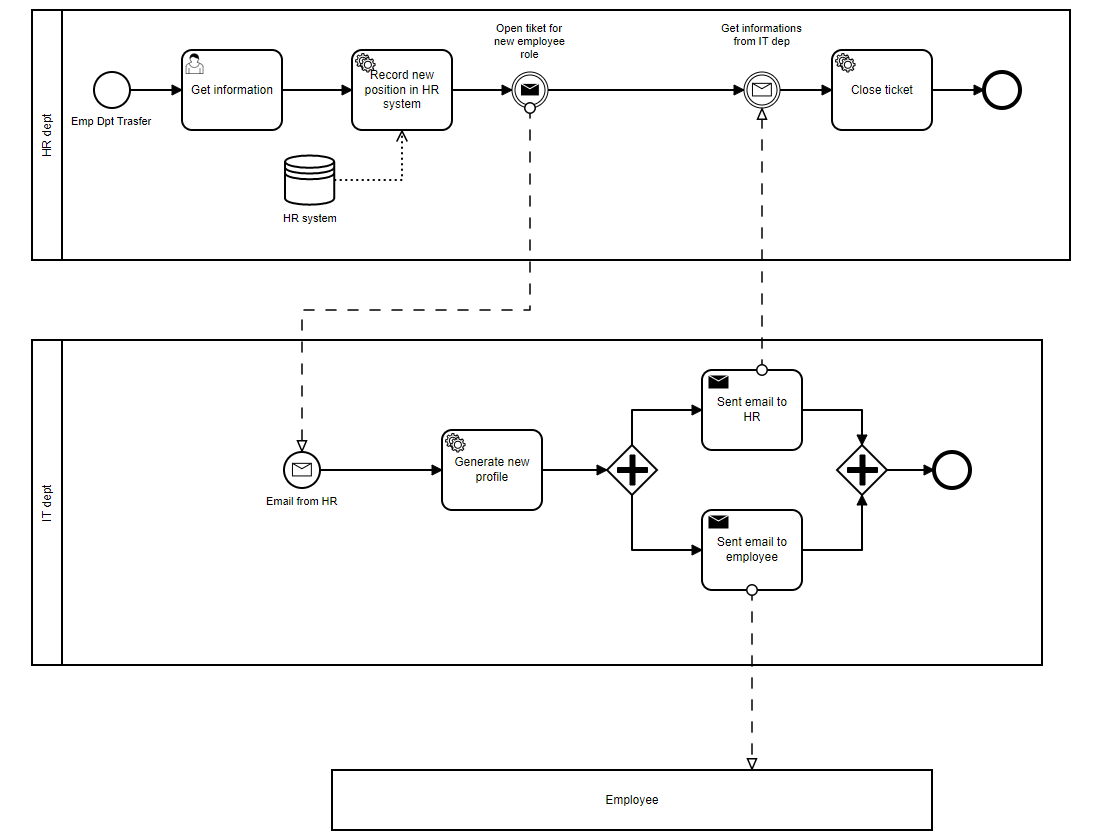 HR dept
Emp Dpt Trasfer
Get information
Record new
position in HR
system
HR system
Open tiket for
new employee
role
Get informations
from IT dep
Close ticket
IT dept
Email from HR
Generate new
profile
Sent email to
HR
Sent email to
employee
Employee